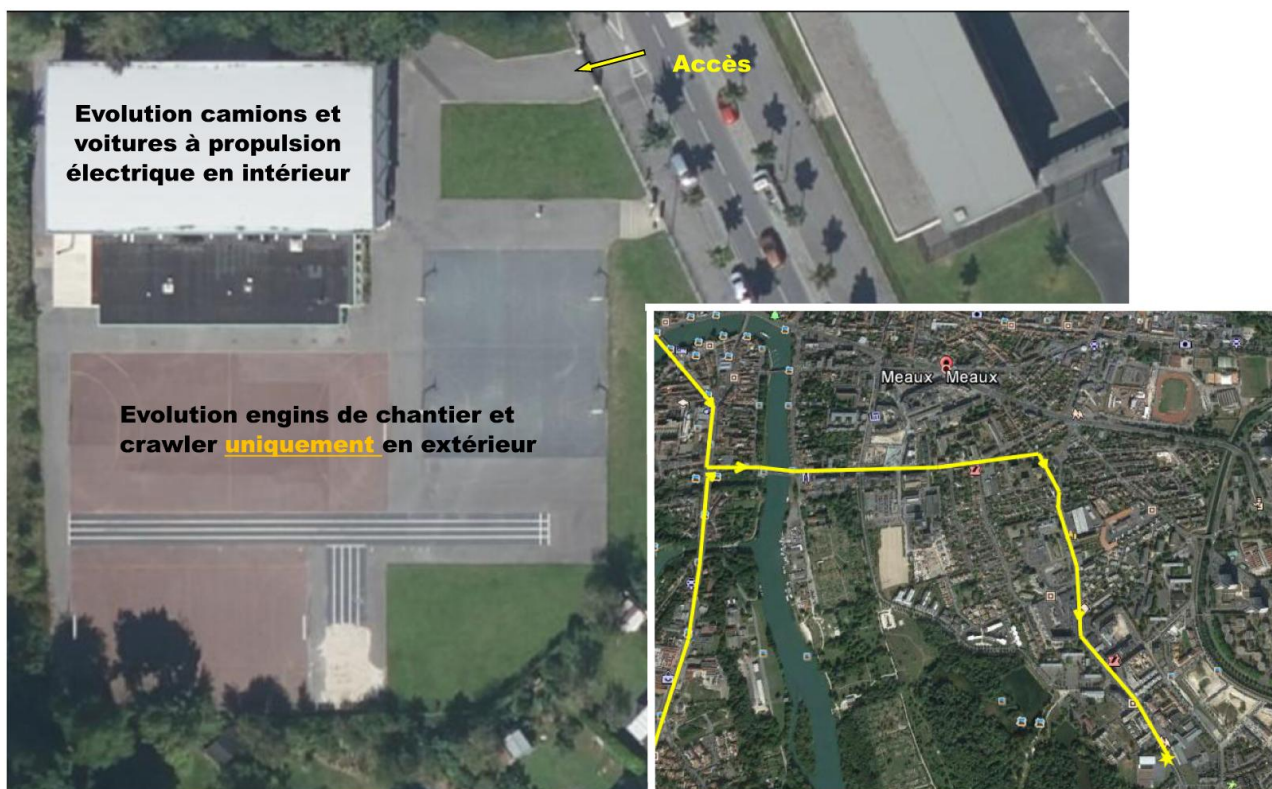 Accès
Evolution camions et
voitures à propulsion
électrique en intérieur
Evolution engins de chantier et
crawler uniquement en extérieur
Meaux Meaux